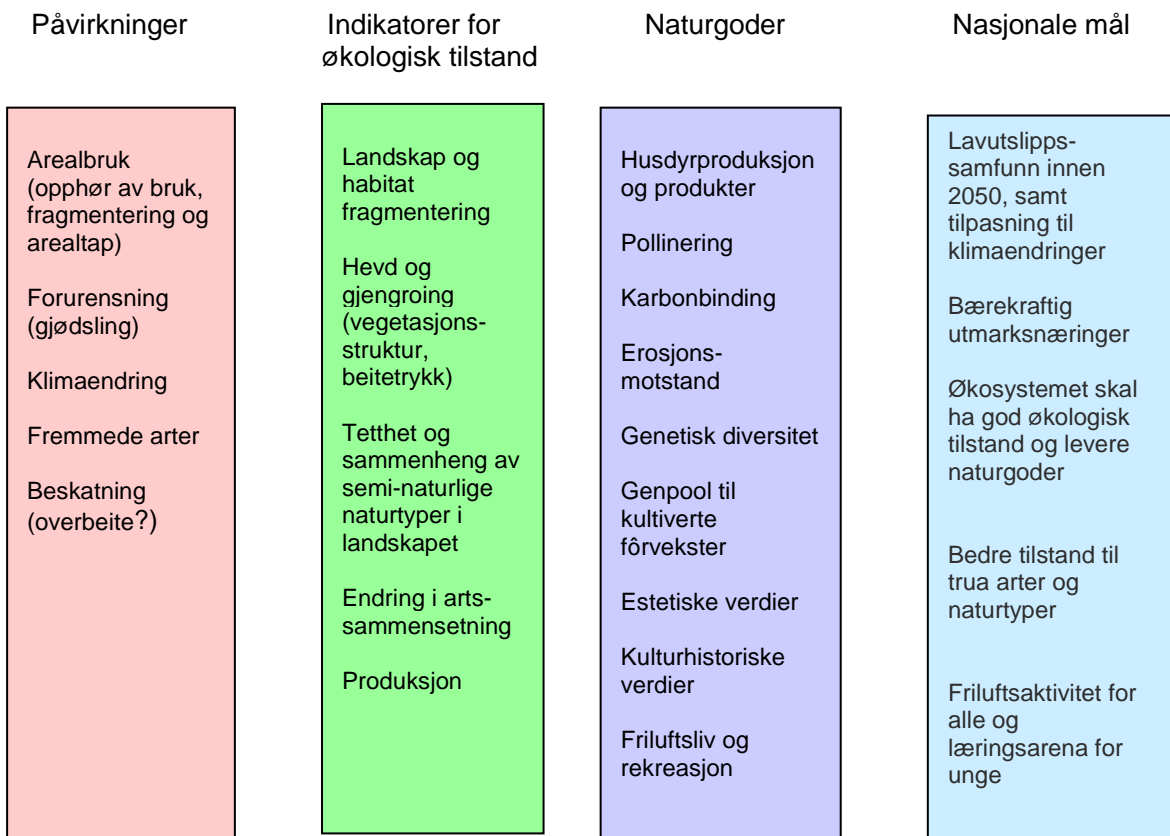 Påvirkninger
Indikatorer for
økologisk tilstand
Naturgoder
Nasjonale mål
Arealbruk
(opphør av bruk,
fragmentering og
arealtap)
Forurensning
(gjødsling)
Klimaendring
Fremmede arter
Beskatning
(overbeite?)
Landskap og
habitat
fragmentering
Hevd og
gjengroing
(vegetasjons-
struktur,
beitetrykk)
Tetthet og
sammenheng av
semi-naturlige
naturtyper i
landskapet
Endring i arts-
sammensetning
Produksjon
Husdyrproduksjon
og produkter
Pollinering
Karbonbinding
Erosjons-
motstand
Genetisk diversitet
Genpool til
kultiverte
fôrvekster
Estetiske verdier
Kulturhistoriske
verdier
Friluftsliv og
rekreasjon
Lavutslipps-
samfunn innen
2050, samt
tilpasning til
klimaendringer
Bærekraftig
utmarksnæringer
Økosystemet skal
ha god økologisk
tilstand og levere
naturgoder
Bedre tilstand til
trua arter og
naturtyper
Friluftsaktivitet for
alle og
læringsarena for
unge